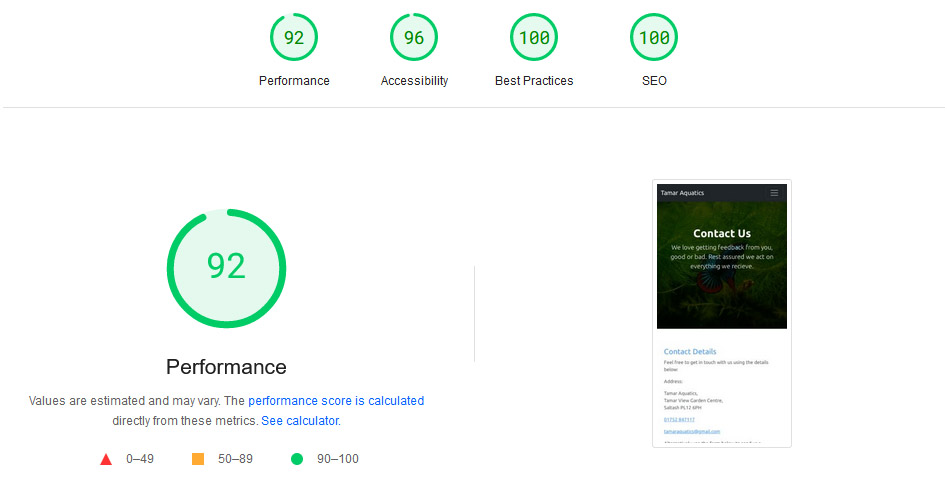 92
96
100
100
Performance
Accessibility
Best Practices
SEO
92
Performance
Values are estimated and may vary. The performance score is calculated
directly from these metrics. See calculator.
0–49
50–89
90–100
Tamar Aquatics
Contact Us
We love getting feedback from you,
good or bad. Rest assured we act on
everything we recieve.
Contact Details
Feel free to get in touch with us using the details
below
Address:
Tamar Aquatics,
Tamar View Garden Centre,
Saltash PL12 6PH
tamaraquatics@gmail.com